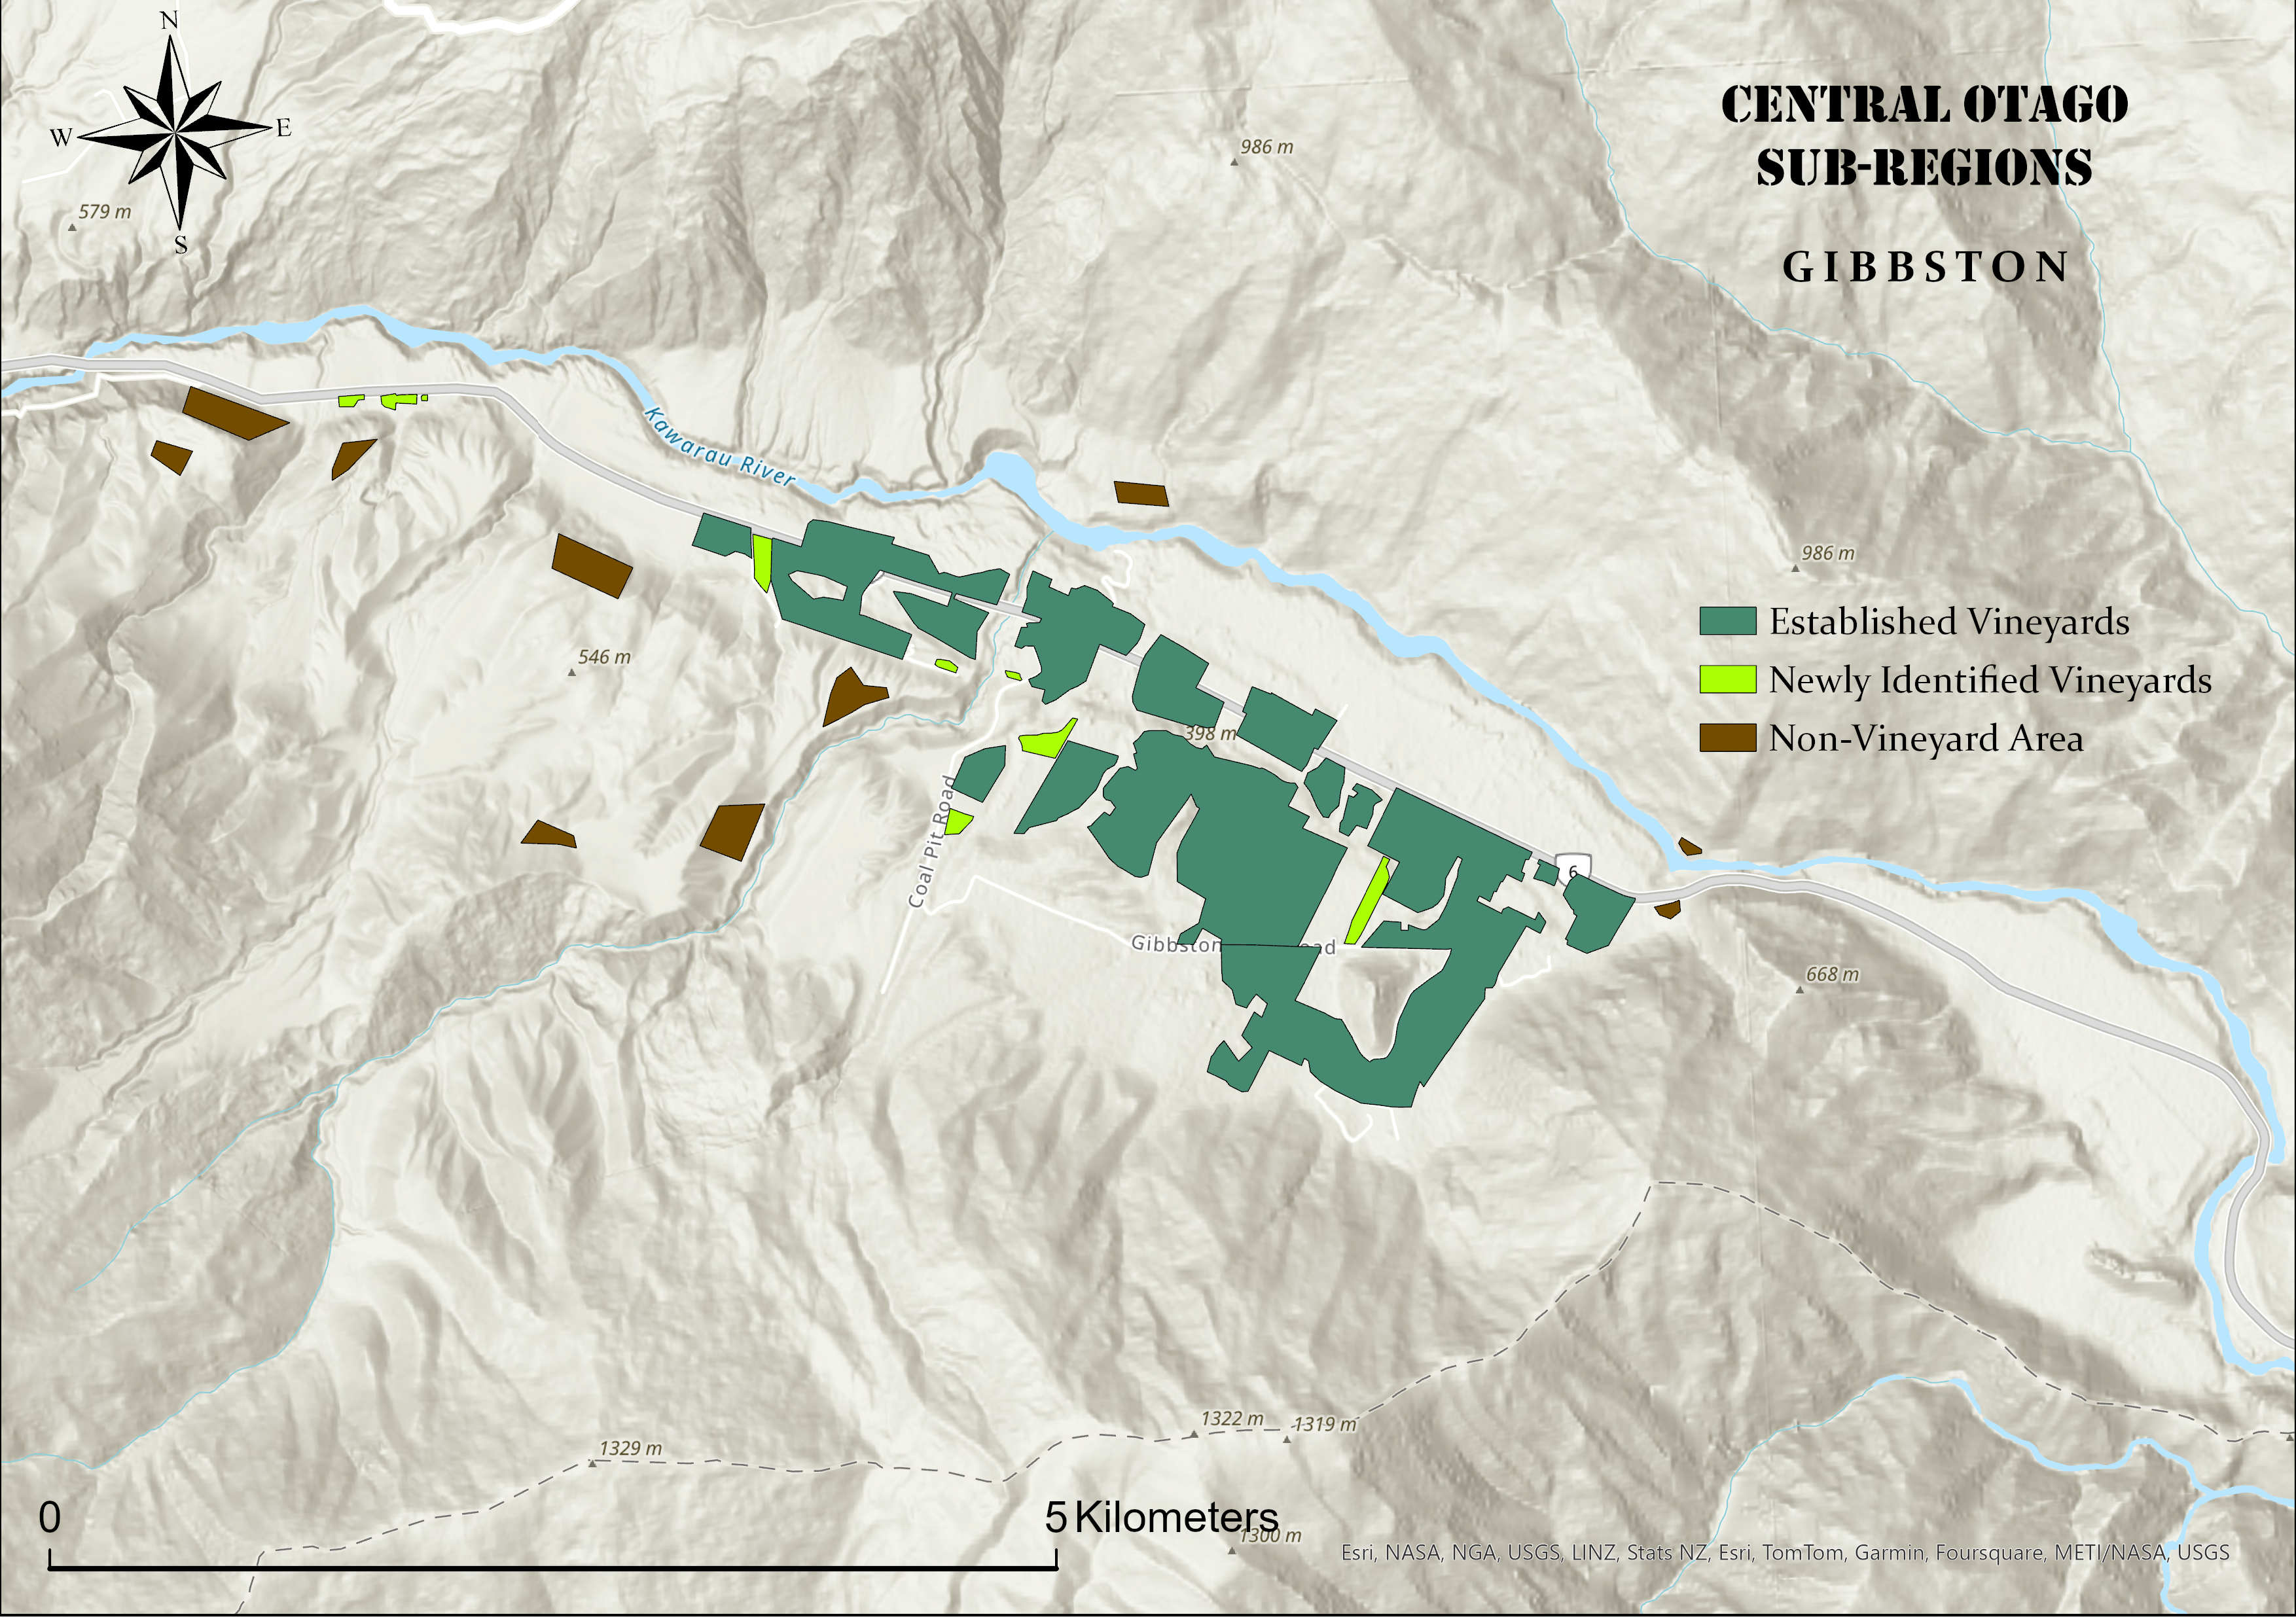 N
W
E
S
CENTRAL OTAGO
SUB-REGIONS
GIBBSTON
986 m
579 m
Kawarau River
986 m
Established Vineyards
546 m
Newly Identified Vineyards
398 m
Non-Vineyard Area
Coal Pit Road
6
Gibbston
668 m
1322 m
1319 m
1329 m
0
5 Kilometers
1300 m
Esri, NASA, NGA, USGS, LINZ, Stats NZ, Esri, TomTom, Garmin, Foursquare, METI/NASA, USGS